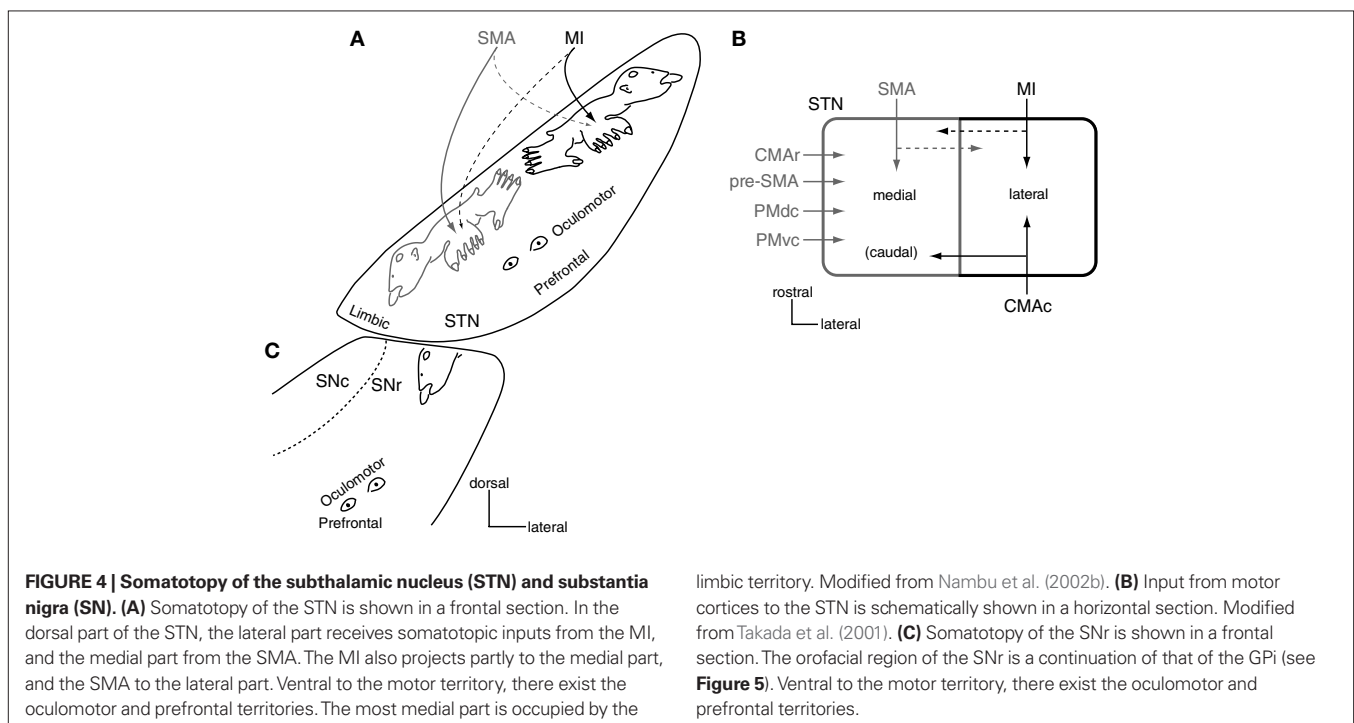 A
SMA
MI
Oculomotor
Prefrontal
Limbic
STN
B
STN
SMA
MI
CMAr
pre-SMA
PMdc
PMvc
medial
lateral
(caudal)
CMAc
rostral
lateral
C
SNc
SNr
Oculomotor
Prefrontal
dorsal
lateral
FIGURE 4 | Somatotopy of the subthalamic nucleus (STN) and substantia
nigra (SN). (A) Somatotopy of the STN is shown in a frontal section. In the
dorsal part of the STN, the lateral part receives somatotopic inputs from the MI,
and the medial part from the SMA. The MI also projects partly to the medial part,
and the SMA to the lateral part. Ventral to the motor territory, there exist the
oculomotor and prefrontal territories. The most medial part is occupied by the
limbic territory. Modified from Nambu et al. (2002b). (B) Input from motor
cortices to the STN is schematically shown in a horizontal section. Modified
from Takada et al. (2001). (C) Somatotopy of the SNr is shown in a frontal
section. The orofacial region of the SNr is a continuation of that of the GPi (see
Figure 5). Ventral to the motor territory, there exist the oculomotor and
prefrontal territories.